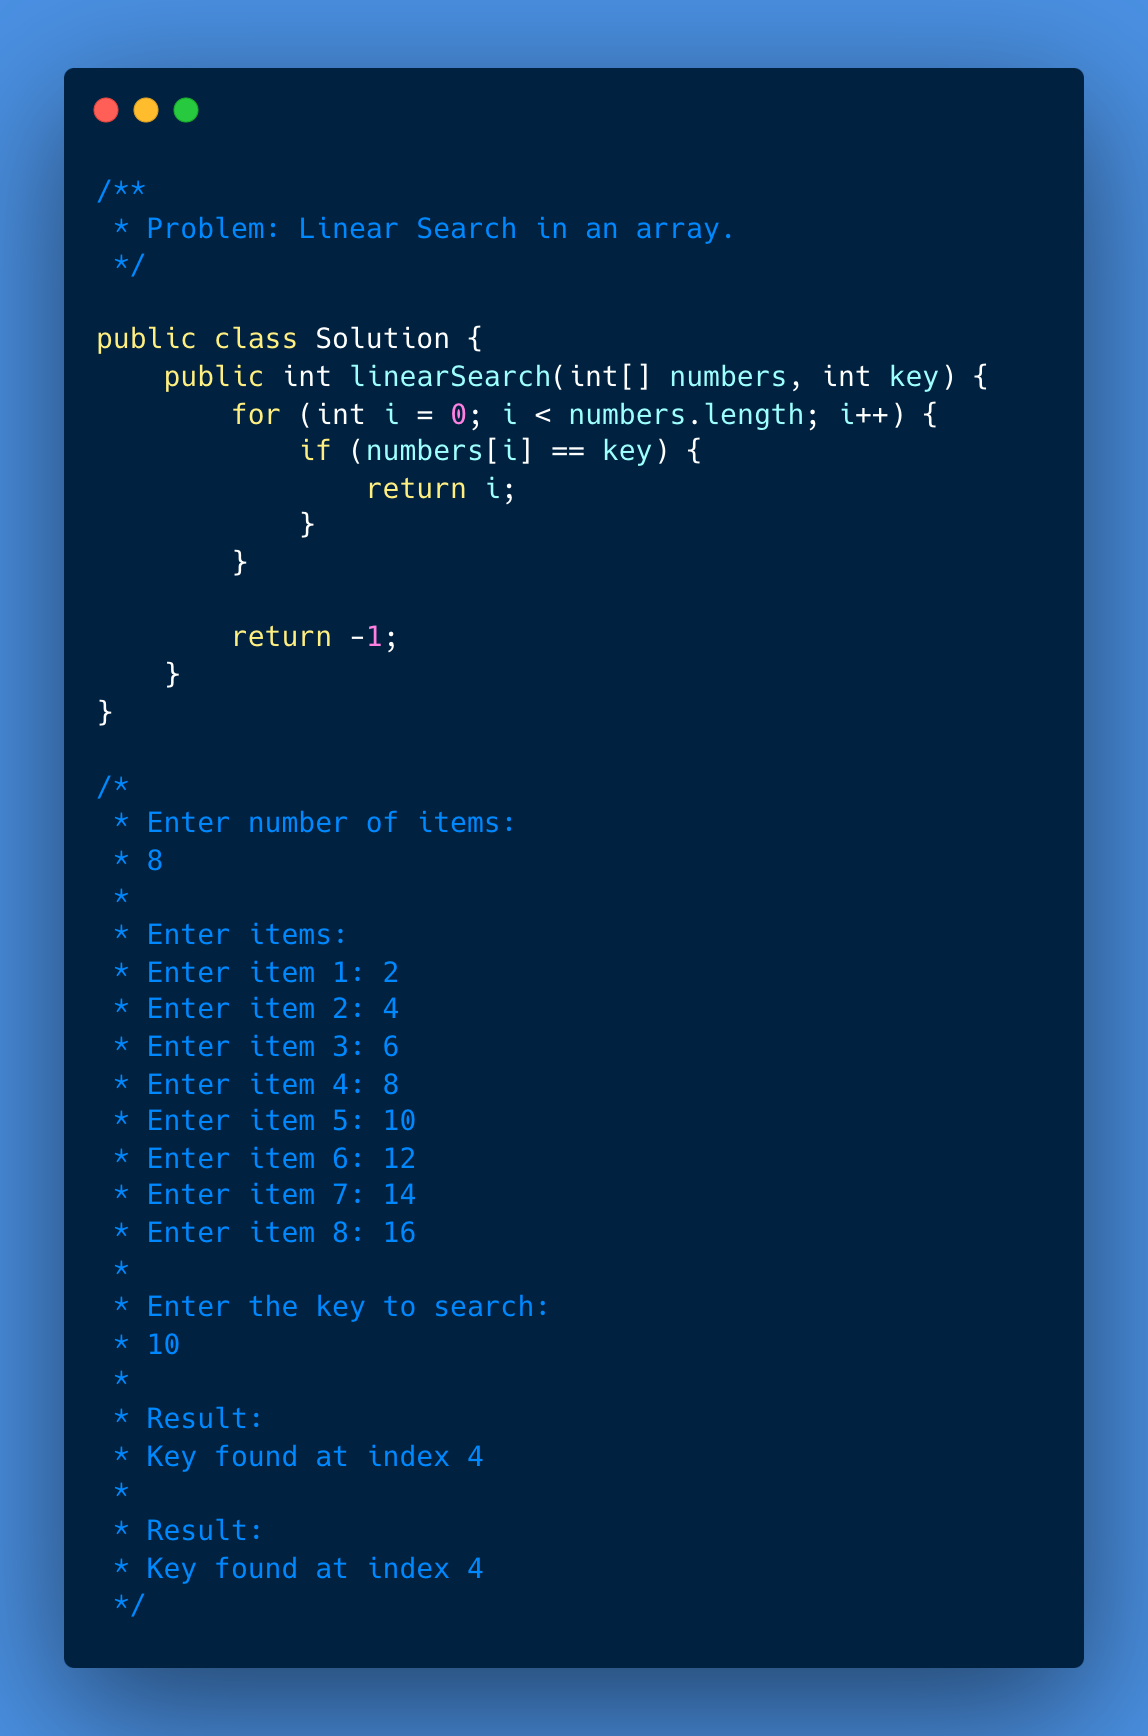 /**
 * Problem: Linear Search in an array.
 */

public class Solution {
    public int linearSearch(int[] numbers, int key) {
        for (int i = 0; i < numbers.length; i++) {
            if (numbers[i] == key) {
                return i;
            }
        }

        return -1;
    }
}

/*
 * Enter number of items:
 * 8
 *
 * Enter items:
 * Enter item 1: 2
 * Enter item 2: 4
 * Enter item 3: 6
 * Enter item 4: 8
 * Enter item 5: 10
 * Enter item 6: 12
 * Enter item 7: 14
 * Enter item 8: 16
 *
 * Enter the key to search:
 * 10
 *
 * Result:
 * Key found at index 4
 *
 * Result:
 * Key found at index 4
 */